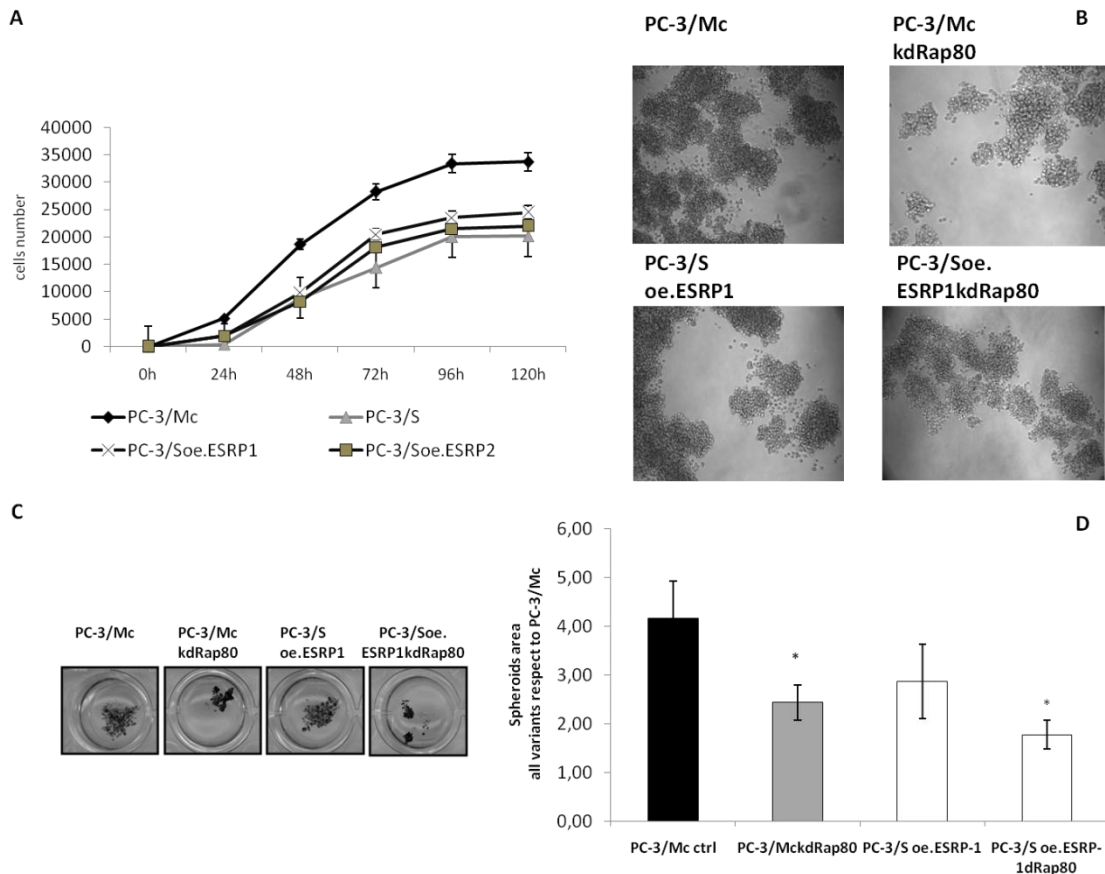 A
cells number
40000
35000
30000
25000
20000
15000
10000
5000
0
0h 24h 48h 72h 96h 120h
PC-3/Mc PC-3/S
PC-3/Soe.ESRP1 PC-3/Soe.ESRP2
B
PC-3/Mc
PC-3/Mc
kdRap80
PC-3/S
oe.ESRP1
PC-3/Soe.
ESRP1kdRap80
C
PC-3/Mc
PC-3/Mc
kdRap80
PC-3/S
oe.ESRP1
PC-3/Soe.
ESRP1kdRap80
D
Spheroids area
all variants respect to PC-3/Mc
6,00
5,00
4,00
3,00
2,00
1,00
0,00
*
*
PC-3/Mc ctrl
PC-3/MckdRap80
PC-3/S oe.ESRP-1
PC-3/S oe.ESRP-
1dRap80